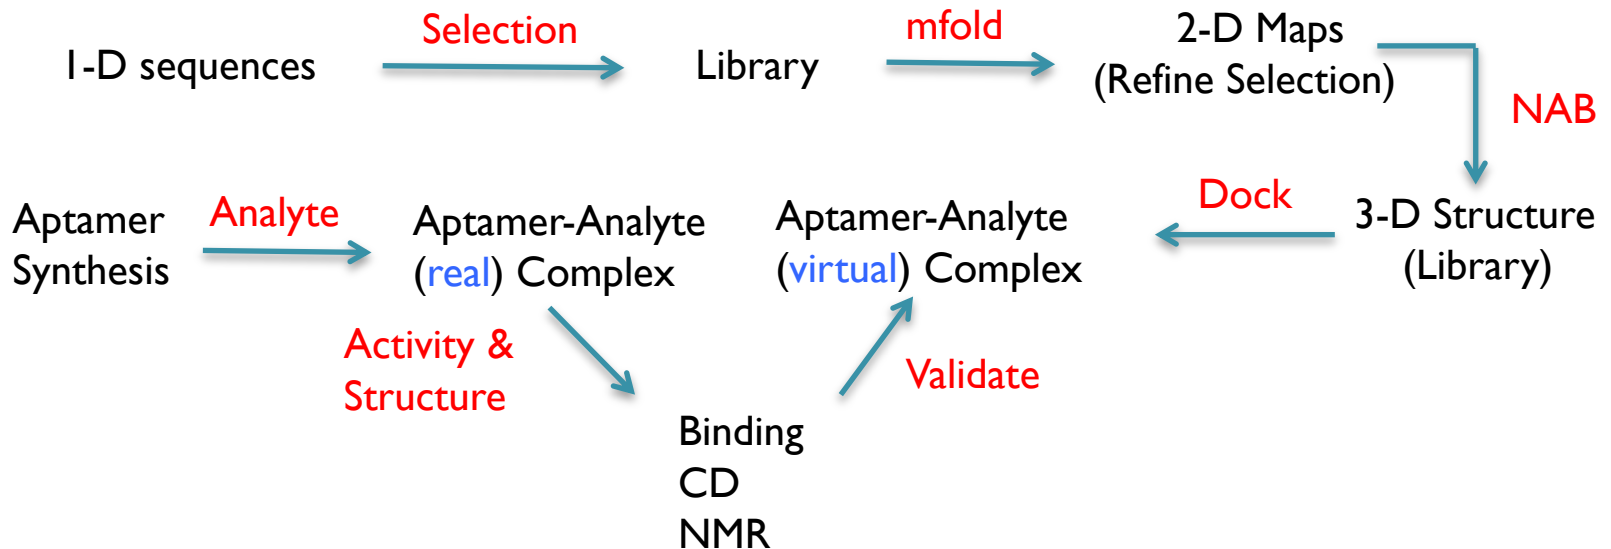 1-D sequences
Selection
Library
mfold
2-D Maps
(Refine Selection)
NAB
Aptamer
Synthesis
Analyte
Aptamer-Analyte
(real) Complex
Aptamer-Analyte
(virtual) Complex
Dock
3-D Structure
(Library)
Activity &
Structure
Validate
Binding
CD
NMR